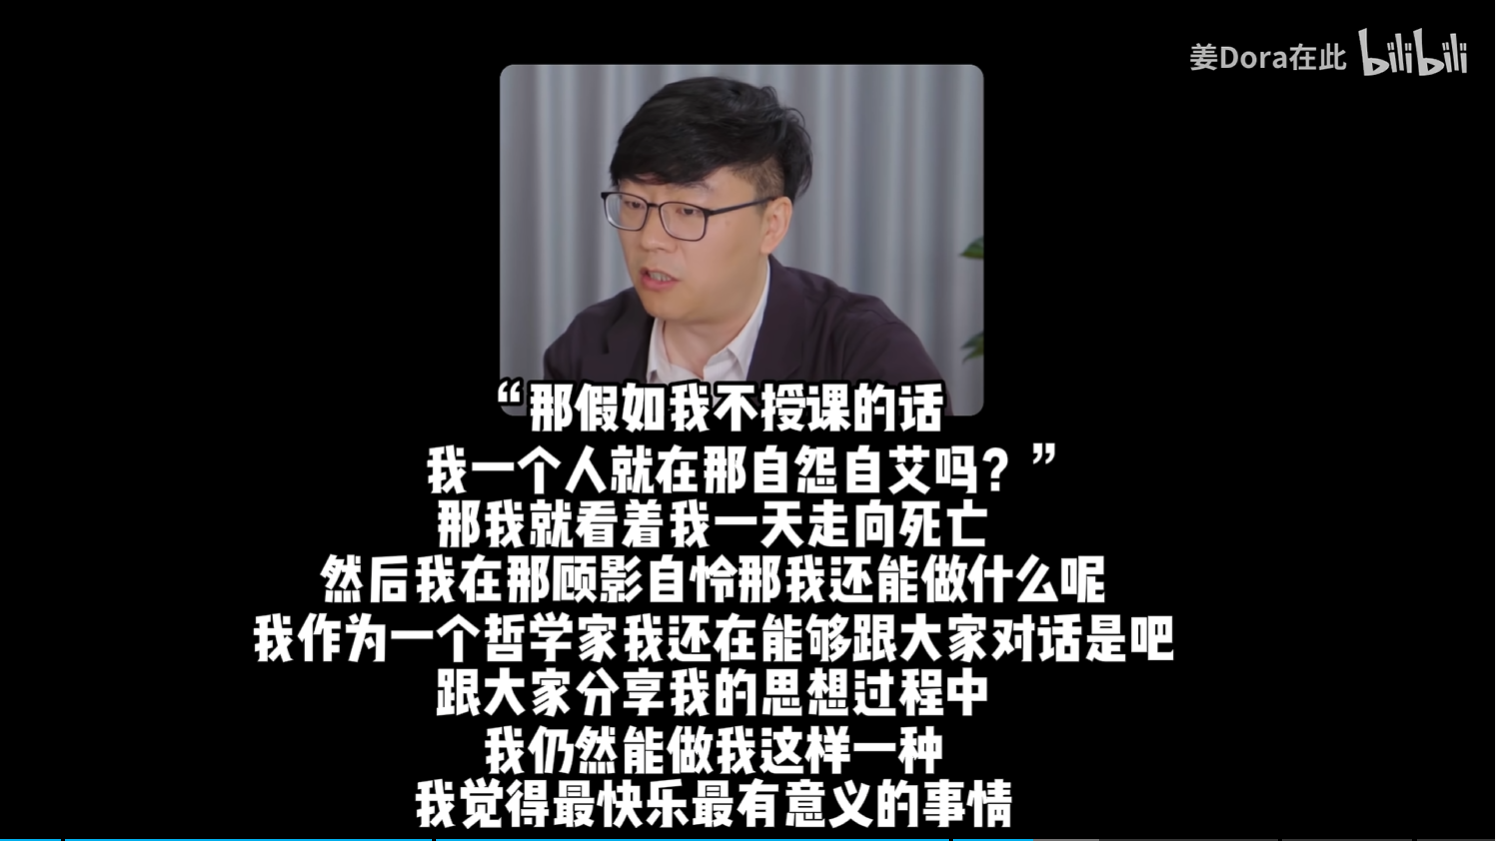 姜Dora在此 bilibili
“那假如我不授课的话
我一个人就在那自怨自艾吗？”
那我就看着我一天走向死亡
然后我在那顾影自怜那我还能做什么呢
我作为一个哲学家我还在能够跟大家对话是吧
跟大家分享我的思想过程中
我仍然能做我这样一种
我觉得最快乐最有意义的事情